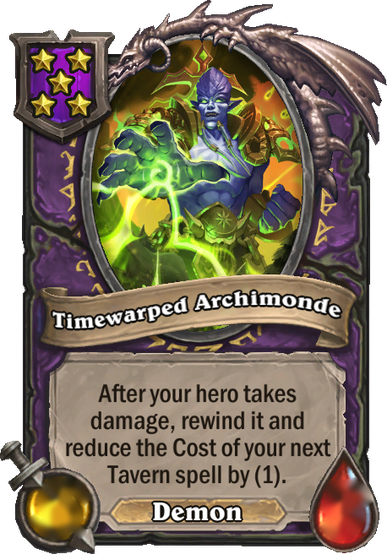 Timewarped Archimonde
After your hero takes
damage, rewind it and
reduce the Cost of your next
Tavern spell by (1).
Demon